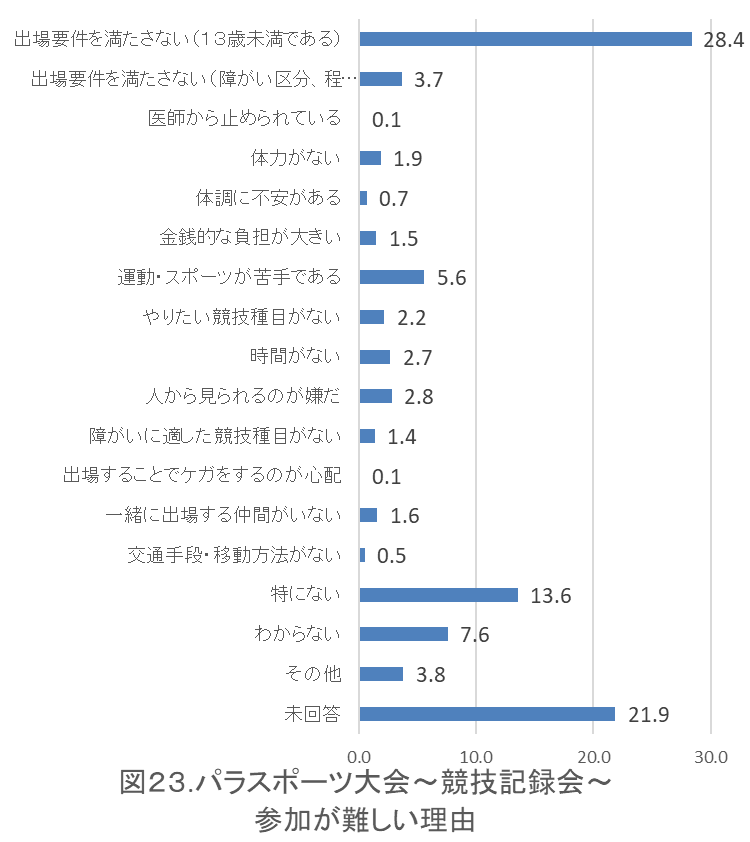 出場要件を満たさない（１３歳未満である） 28.4
出場要件を満たさない（障がい区分、程… 3.7
医師から止められている 0.1
体力がない 1.9
体調に不安がある 0.7
金銭的な負担が大きい 1.5
運動・スポーツが苦手である 5.6
やりたい競技種目がない 2.2
時間がない 2.7
人から見られるのが嫌だ 2.8
障がいに適した競技種目がない 1.4
出場することでケガをするのが心配 0.1
一緒に出場する仲間がいない 1.6
交通手段・移動方法がない 0.5
特にない 13.6
わからない 7.6
その他 3.8
未回答 21.9
0.0 10.0 20.0 30.0
図２３.パラスポーツ大会～競技記録会～
参加が難しい理由